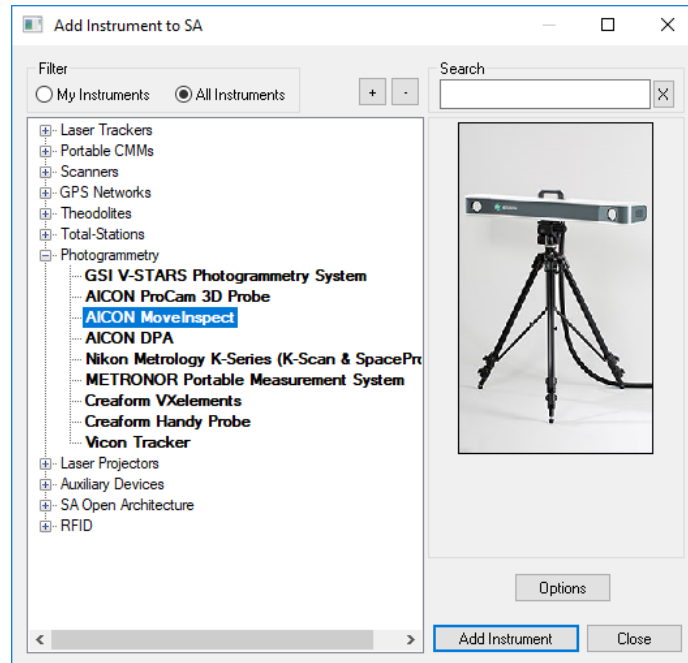 Add Instrument to SA
Filter
My Instruments
All Instruments
+
-
Search
X
Laser Trackers
Portable CMMs
Scanners
GPS Networks
Theodolites
Total-Stations
Photogrammetry
GSI V-STARS Photogrammetry System
AICON ProCam 3D Probe
AICON MoveInspect
AICON DPA
Nikon Metrology K-Series (K-Scan & SpacePr
METRONOR Portable Measurement System
Creaform VXelements
Creaform Handy Probe
Vicon Tracker
Laser Projectors
Auxiliary Devices
SA Open Architecture
RFID
Options
Add Instrument
Close